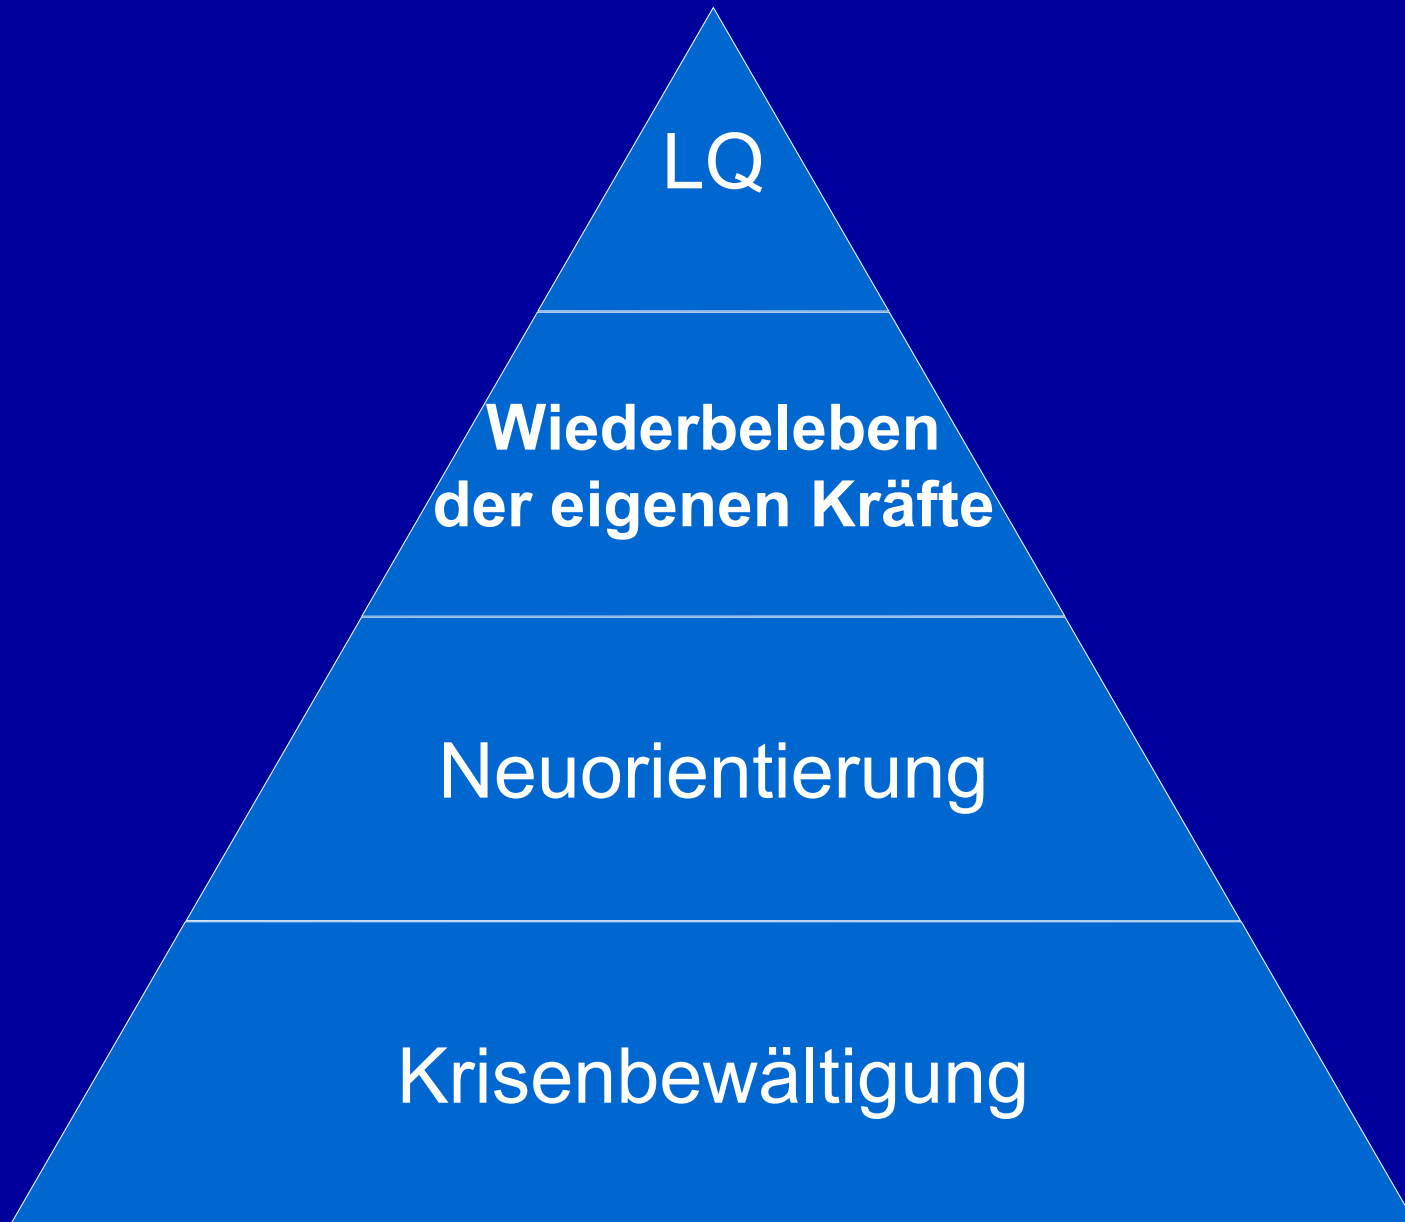 LQ
Wiederbeleben
der eigenen Kräfte
Neuorientierung
Krisenbewältigung